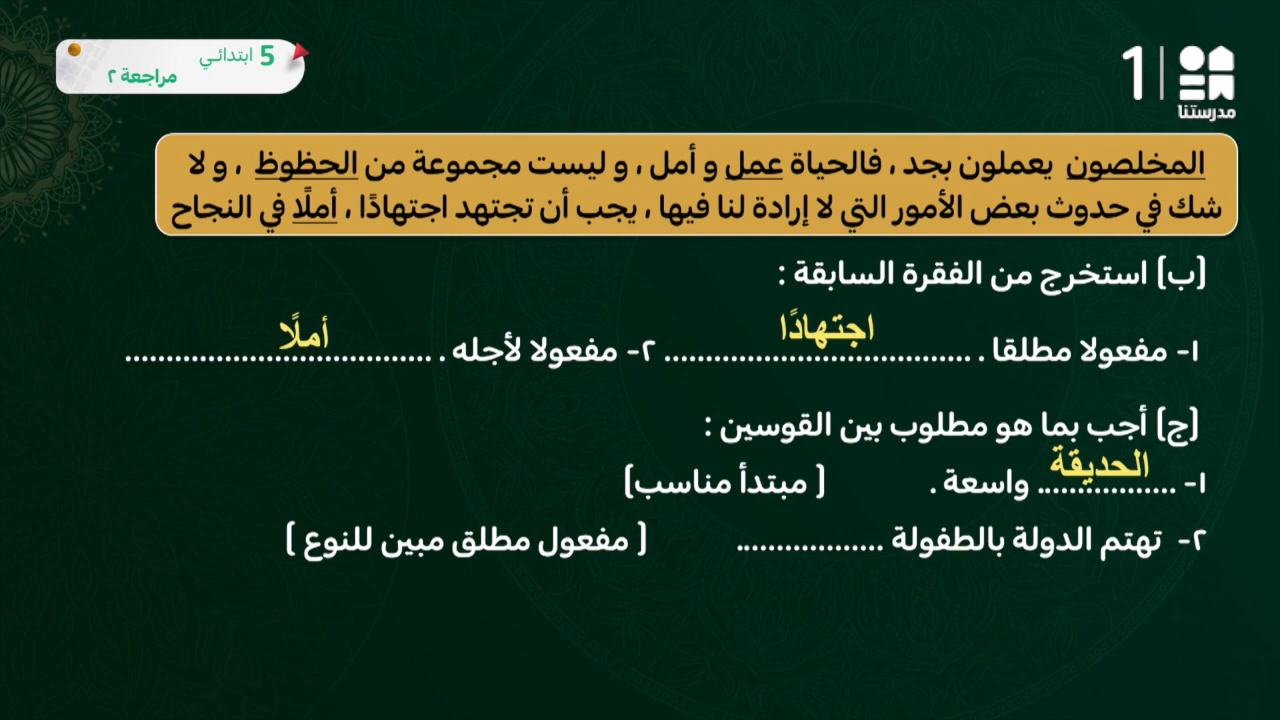 5 ابتدائي
مراجعة ٢
1
مدرستنا
المخلصون يعملون بجد ، فالحياة عمل و أمل ، و ليست مجموعة من الحظوظ ، و لا
شك في حدوث بعض الأمور التي لا إرادة لنا فيها ، يجب أن تجتهد اجتهادًا ، أملًا في النجاح
(ب) استخرج من الفقرة السابقة :
١- مفعولا مطلقا . .....اجتهادًا..... ٢- مفعولا لأجله . .....أملًا.....
(ج) أجب بما هو مطلوب بين القوسين :
١- .....الحديقة..... واسعة . ( مبتدأ مناسب)
٢- تهتم الدولة بالطفولة .................. ( مفعول مطلق مبين للنوع )